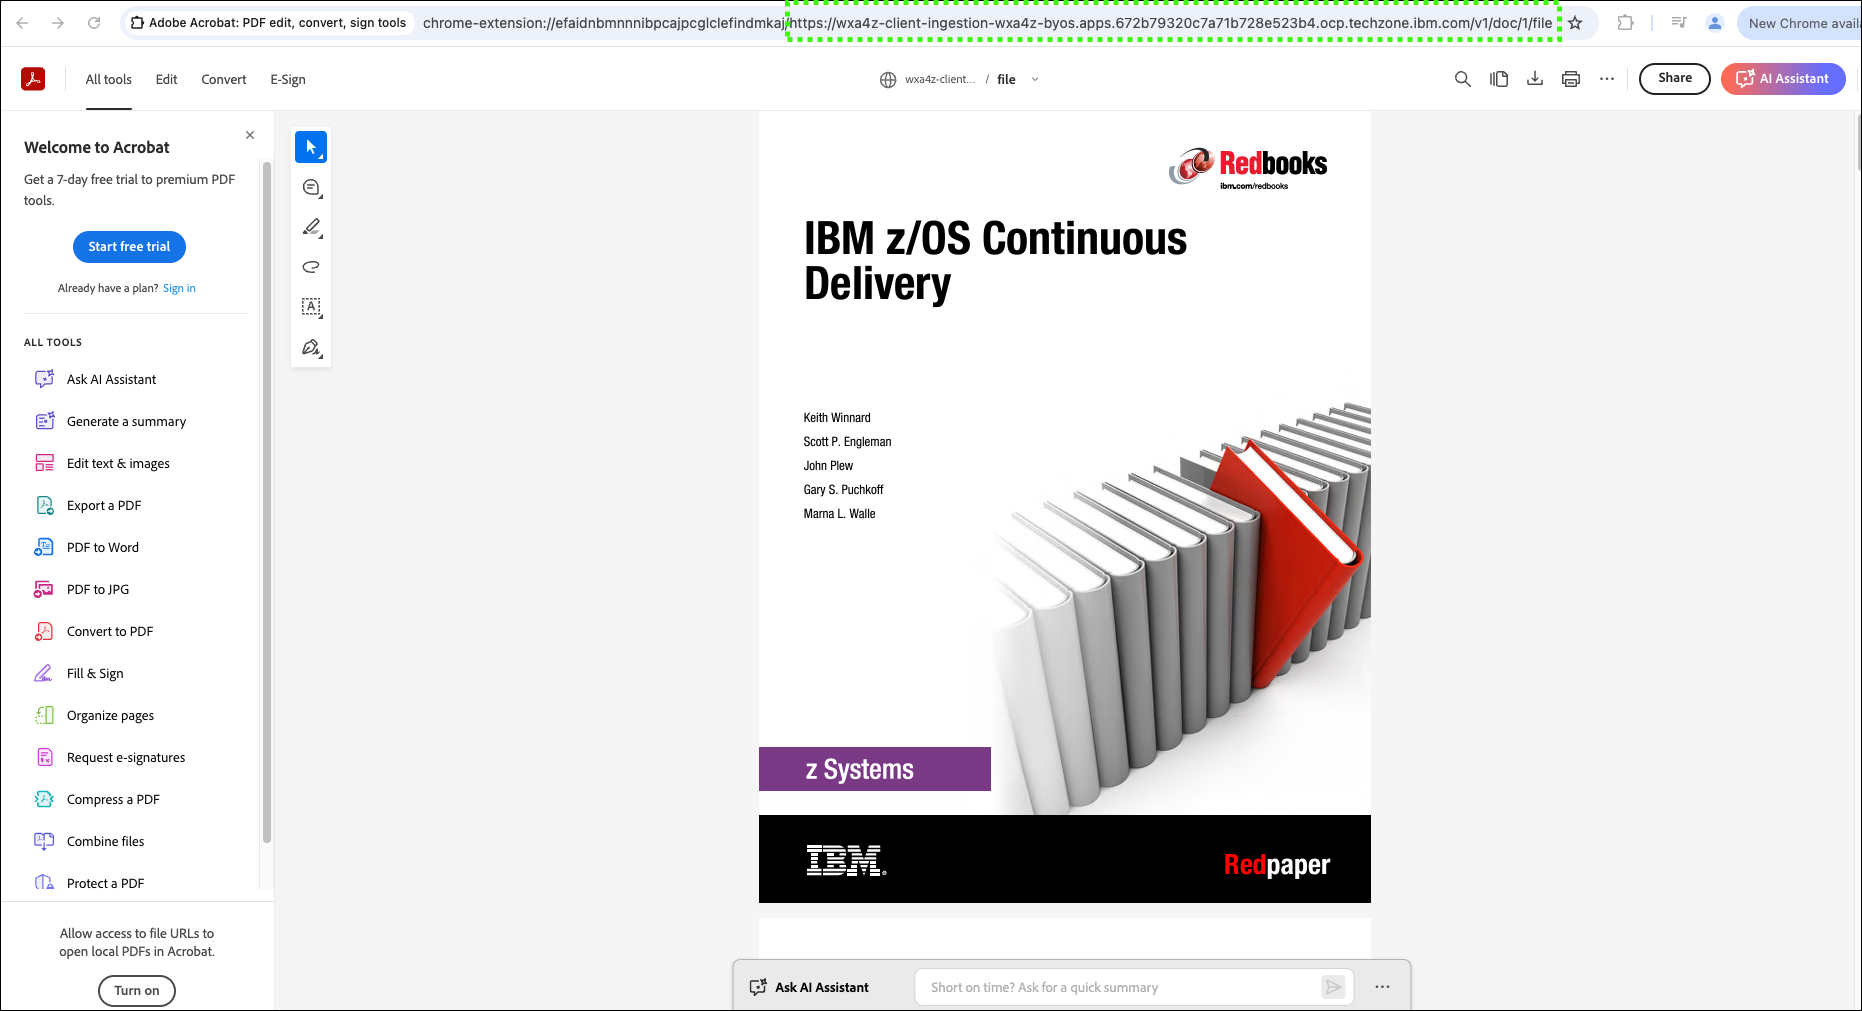 Adobe Acrobat: PDF edit, convert, sign tools
chrome-extension://efaidnbmnnnibpcajpcglclefindmkaj/https://wxa4z-client-ingestion-wxa4z-byos.apps.672b79320c7a71b728e523b4.ocp.techzone.ibm.com/v1/doc/1/file
New Chrome availa
All tools
Edit
Convert
E-Sign
wxa4z-client... / file
Share
AI Assistant
Welcome to Acrobat
Get a 7-day free trial to premium PDF
tools.
Start free trial
Already have a plan? Sign in
ALL TOOLS
Ask AI Assistant
Generate a summary
Edit text & images
Export a PDF
PDF to Word
PDF to JPG
Convert to PDF
Fill & Sign
Organize pages
Request e-signatures
Compress a PDF
Combine files
Protect a PDF
Allow access to file URLs to
open local PDFs in Acrobat.
Turn on
Redbooks
ibm.com/redbooks
IBM z/OS Continuous
Delivery
Keith Winnard
Scott P. Engleman
John Plew
Gary S. Puchkoff
Marna L. Walle
z Systems
IBM®
Redpaper
Ask AI Assistant
Short on time? Ask for a quick summary